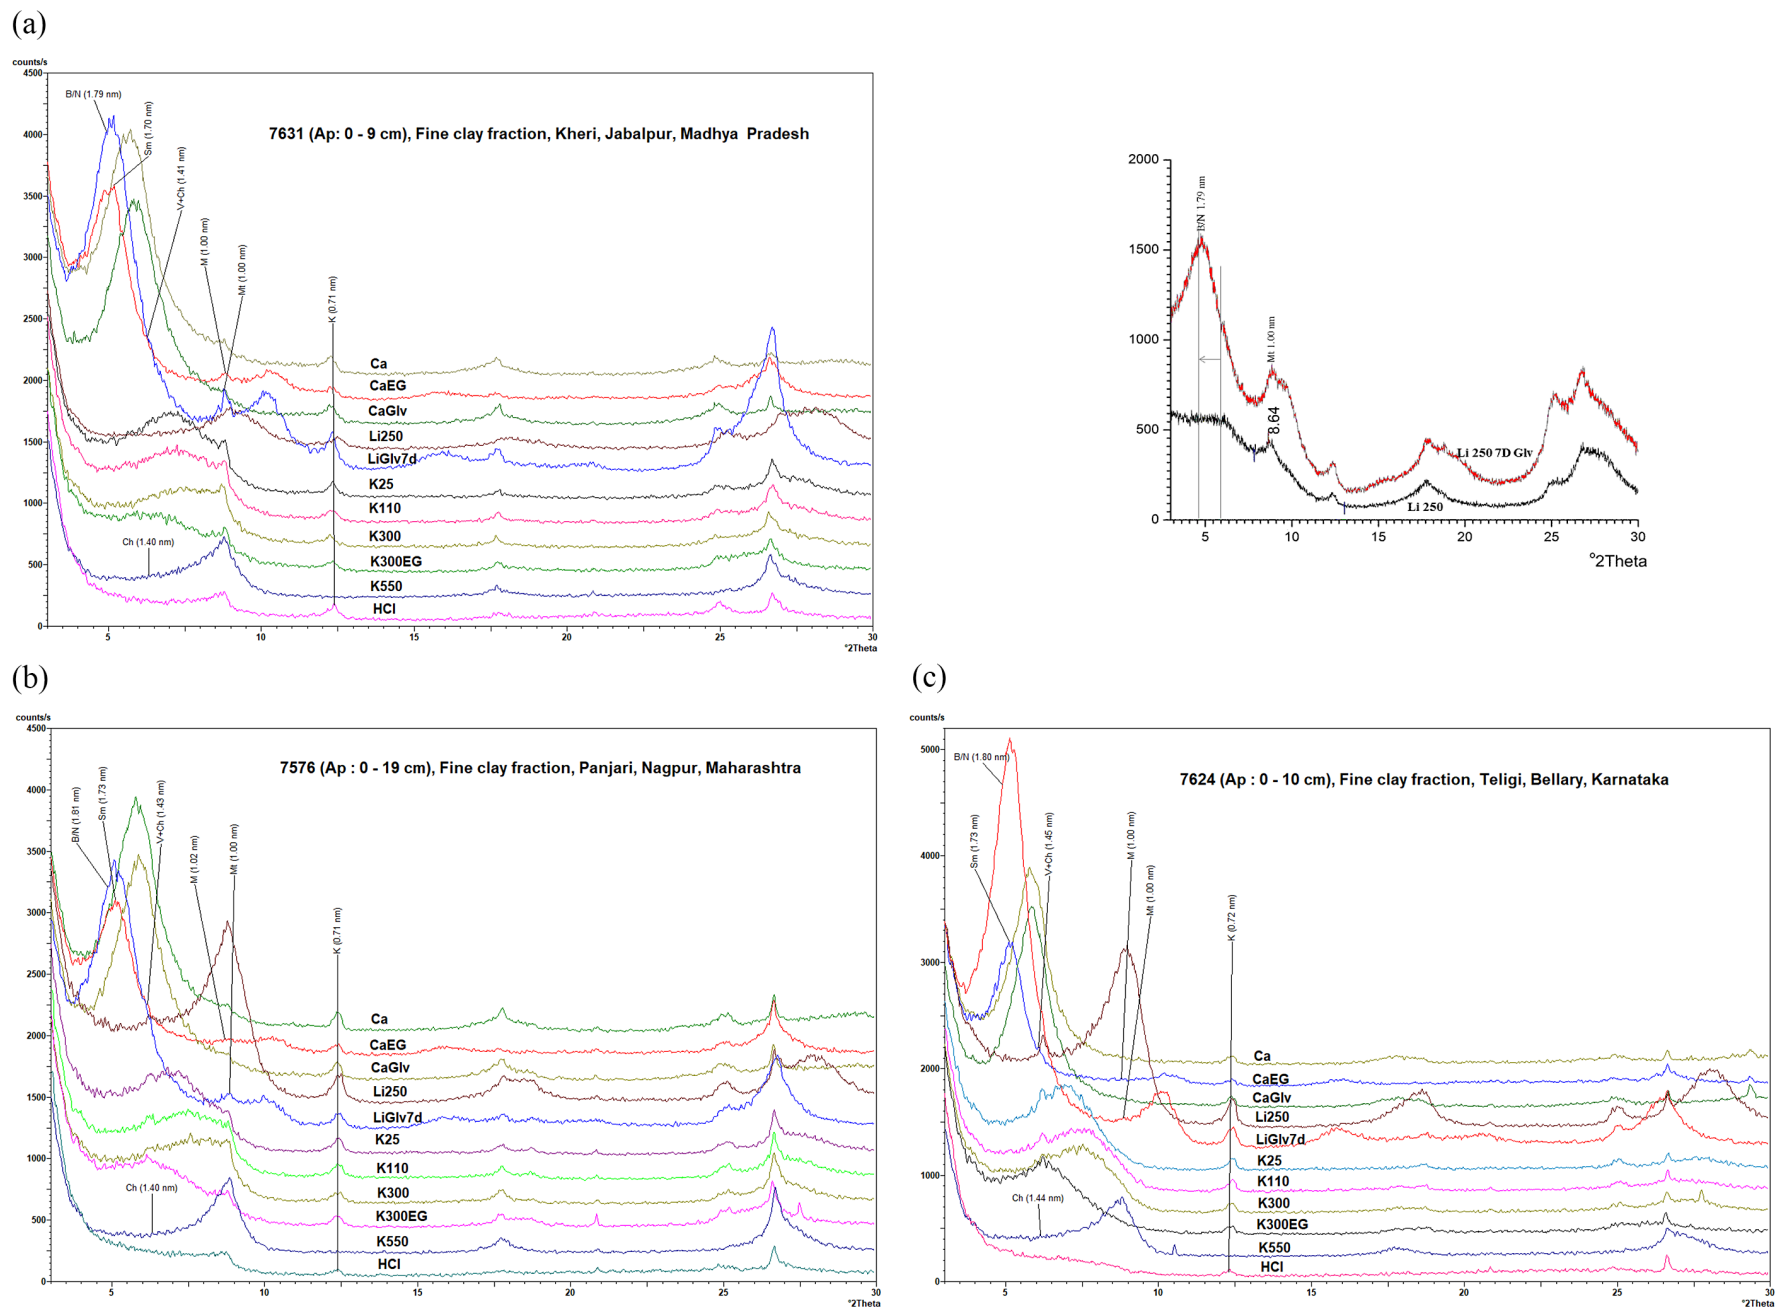 (a)
counts/s
4500
4000
3500
3000
2500
2000
1500
1000
500
0
B/N (1.79 nm)
Sm (1.70 nm)
V+Ch (1.41 nm)
M (1.00 nm)
Mt (1.00 nm)
K (0.71 nm)
7631 (Ap: 0 - 9 cm), Fine clay fraction, Kheri, Jabalpur, Madhya Pradesh
Ca
CaEG
CaGlv
Li250
LiGlv7d
K25
K110
K300
K300EG
K550
HCl
Ch (1.40 nm)
5 10 15 20 25 30
°2Theta
2000
1500
1000
500
0
B/N 1.79 nm
Mt 1.00 nm
8.64
Li 250 7D Glv
Li 250
5 10 15 20 25 30
°2Theta
(b)
counts/s
4500
4000
3500
3000
2500
2000
1500
1000
500
0
B/N (1.81 nm)
Sm (1.73 nm)
V+Ch (1.43 nm)
M (1.02 nm)
Mt (1.00 nm)
K (0.71 nm)
7576 (Ap : 0 - 19 cm), Fine clay fraction, Panjari, Nagpur, Maharashtra
Ca
CaEG
CaGlv
Li250
LiGlv7d
K25
K110
K300
K300EG
K550
HCl
Ch (1.40 nm)
5 10 15 20 25 30
°2Theta
(c)
counts/s
5000
4000
3000
2000
1000
0
B/N (1.80 nm)
Sm (1.73 nm)
V+Ch (1.45 nm)
M (1.00 nm)
Mt (1.00 nm)
K (0.72 nm)
7624 (Ap : 0 - 10 cm), Fine clay fraction, Teligi, Bellary, Karnataka
Ca
CaEG
CaGlv
Li250
LiGlv7d
K25
K110
K300
K300EG
K550
HCl
Ch (1.44 nm)
5 10 15 20 25 30
°2Theta